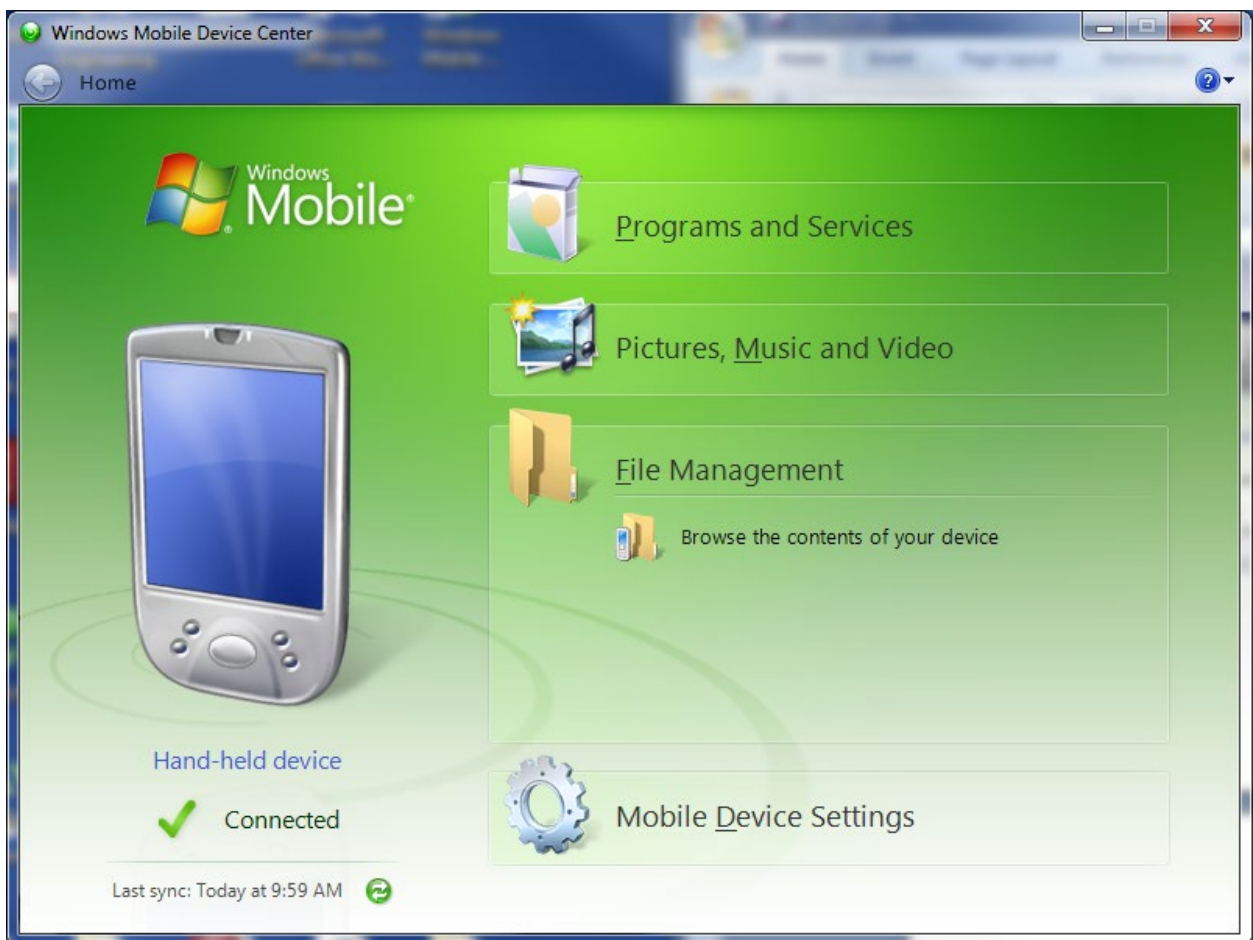 Windows Mobile Device Center
Home
Windows
Mobile®
Programs and Services
Pictures, Music and Video
File Management
Browse the contents of your device
Hand-held device
Connected
Mobile Device Settings
Last sync: Today at 9:59 AM